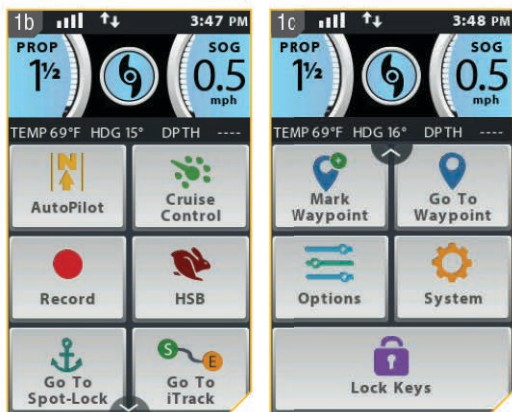 1b 3:47 PM
PROP SOG
1½ 0.5
mph
TEMP 69°F HDG 15° DPTH ----
AutoPilot
Cruise
Control
Record
HSB
Go To
Spot-Lock
S E
Go To
iTrack
1c 3:48 PM
PROP SOG
1½ 0.5
mph
TEMP 69°F HDG 16° DPTH ----
Mark
Waypoint
Go To
Waypoint
Options
System
Lock Keys